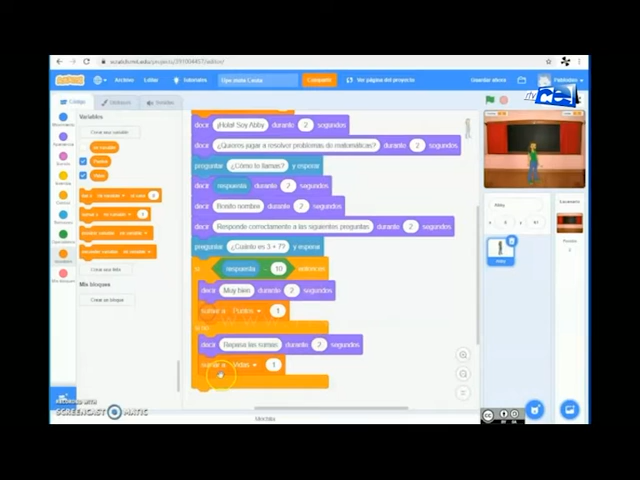 Archivo
Editar
Tutoriales
Compartir
Ver página del proyecto
Código
Disfraces
Sonidos
Variables
Crear una variable
Puntos
Vidas
Crear una lista
Mis bloques
Crear un bloque
decir ¡Hola! Soy Abby durante 2 segundos
decir ¿Quieres jugar a resolver problemas de matemáticas? durante 2 segundos
preguntar ¿Cómo te llamas? y esperar
decir respuesta durante 2 segundos
decir Bonito nombre durante 2 segundos
decir Responde correctamente a las siguientes preguntas durante 2 segundos
preguntar ¿Cuánto es 3 + 7? y esperar
si respuesta = 10 entonces
decir Muy bien durante 2 segundos
sumar a Puntos 1
si no
decir Repasa las sumas durante 2 segundos
sumar a Vidas 1
Abby
Escenario
Mochila
RECORDED WITH
SCREENCAST MATIC